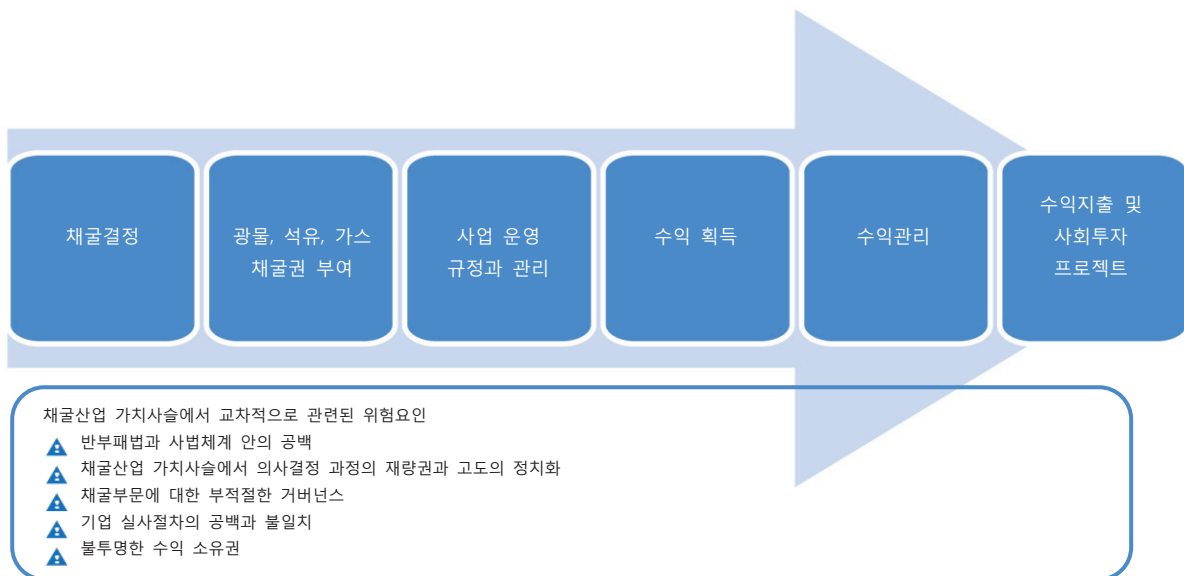 채굴결정
광물, 석유, 가스
채굴권 부여
사업 운영
규정과 관리
수익 획득
수익관리
수익지출 및
사회투자
프로젝트
채굴산업 가치사슬에서 교차적으로 관련된 위험요인
반부패법과 사법체계 안의 공백
채굴산업 가치사슬에서 의사결정 과정의 재량권과 고도의 정치화
채굴부문에 대한 부적절한 거버넌스
기업 실사절차의 공백과 불일치
불투명한 수익 소유권